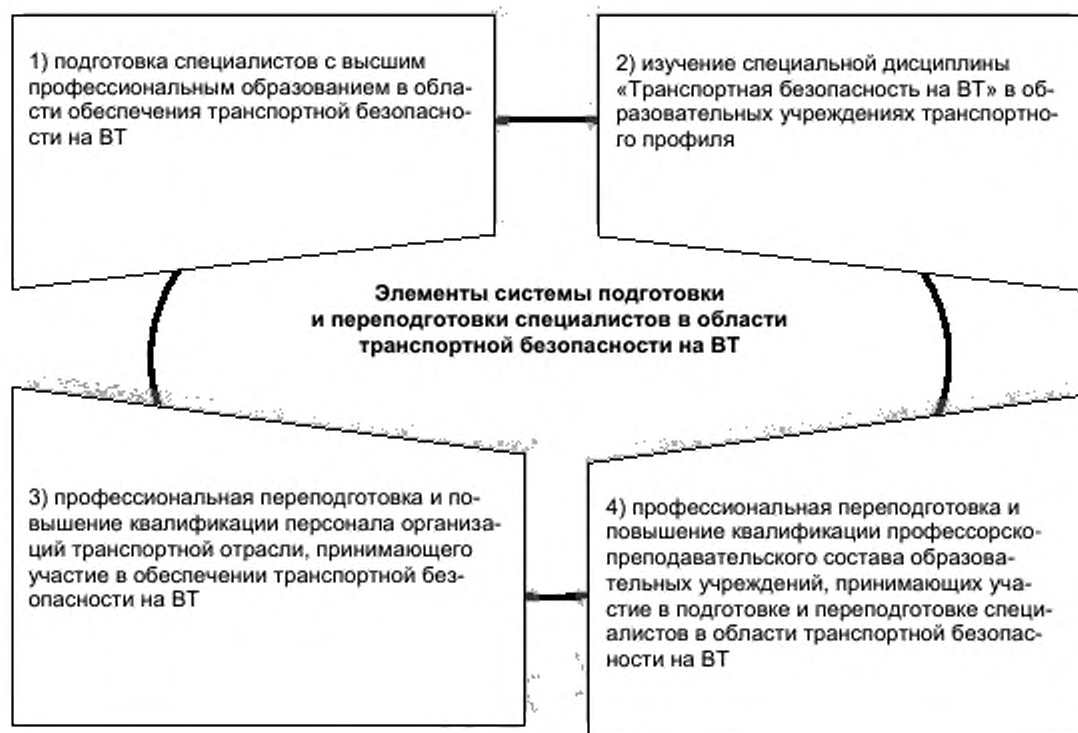 1) подготовка специалистов с высшим
профессиональным образованием в обла-
сти обеспечения транспортной безопасно-
сти на ВТ
2) изучение специальной дисциплины
«Транспортная безопасность на ВТ» в об-
разовательных учреждениях транспортно-
го профиля
Элементы системы подготовки
и переподготовки специалистов в области
транспортной безопасности на ВТ
3) профессиональная переподготовка и по-
вышение квалификации персонала организа-
ций транспортной отрасли, принимающего
участие в обеспечении транспортной без-
опасности на ВТ
4) профессиональная переподготовка и
повышение квалификации профессорско-
преподавательского состава образова-
тельных учреждений, принимающих уча-
стие в подготовке и переподготовке специ-
алистов в области транспортной безопас-
ности на ВТ